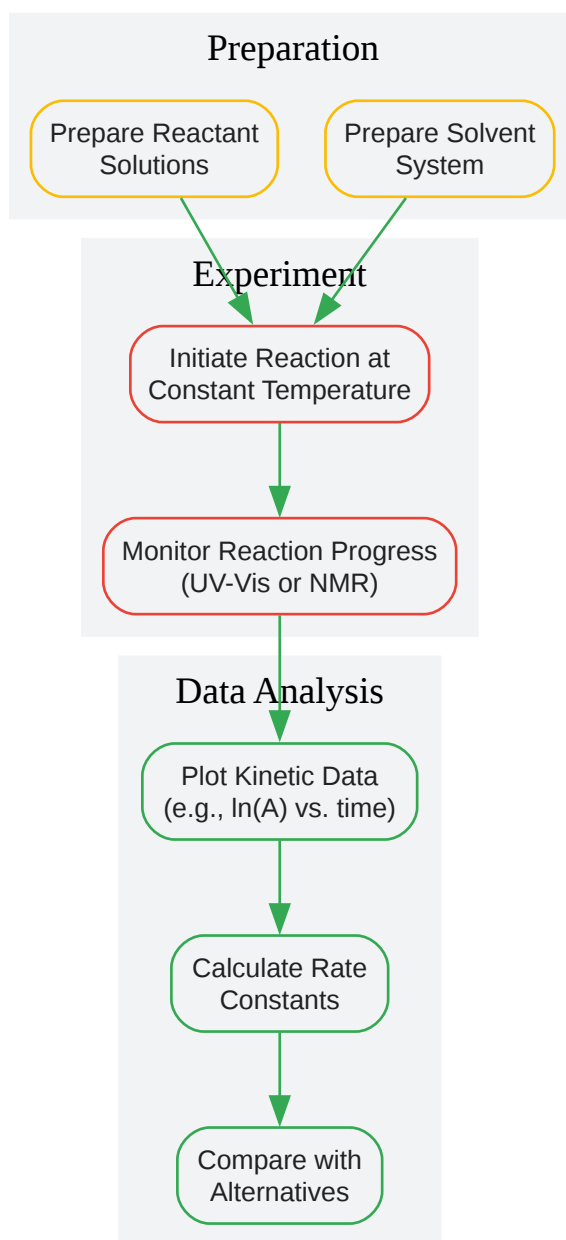 Preparation
Prepare Reactant
Solutions
Prepare Solvent
System
Experiment
Initiate Reaction at
Constant Temperature
Monitor Reaction Progress
(UV-Vis or NMR)
Data Analysis
Plot Kinetic Data
(e.g., ln(A) vs. time)
Calculate Rate
Constants
Compare with
Alternatives